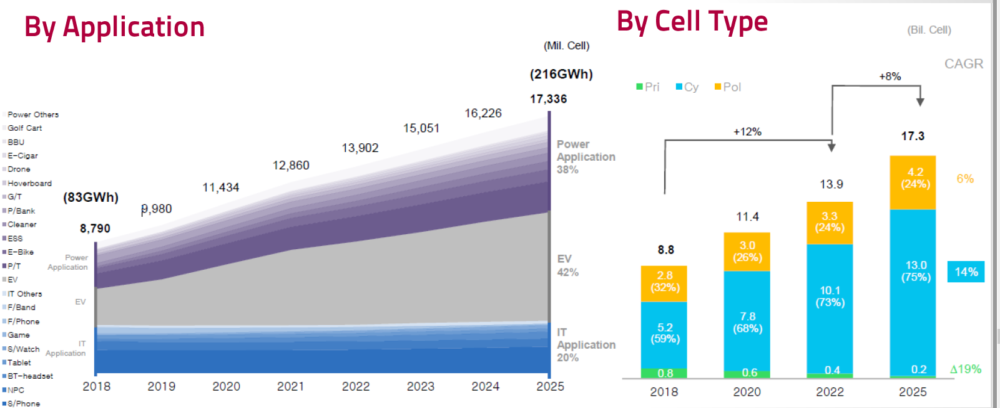 By Application
(Mil. Cell)
(216GWh)
17,336
16,226
15,051
13,902
12,860
11,434
9,980
(83GWh)
8,790
Power Others
Golf Cart
BBU
E-Cigar
Drone
Hoverboard
G/T
P/Bank
Cleaner
ESS
E-Bike
P/T
EV
IT Others
F/Band
F/Phone
Game
S/Watch
Tablet
BT-headset
NPC
S/Phone
Power
Application
EV
IT
Application
Power
Application
38%
EV
42%
IT
Application
20%
2018 2019 2020 2021 2022 2023 2024 2025
By Cell Type
(Bil. Cell)
CAGR
Pri Cy Pol
+12%
+8%
8.8
2.8
(32%)
5.2
(59%)
0.8
11.4
3.0
(26%)
7.8
(68%)
0.6
13.9
3.3
(24%)
10.1
(73%)
0.4
17.3
4.2
(24%)
13.0
(75%)
0.2
6%
14%
Δ19%
2018 2020 2022 2025